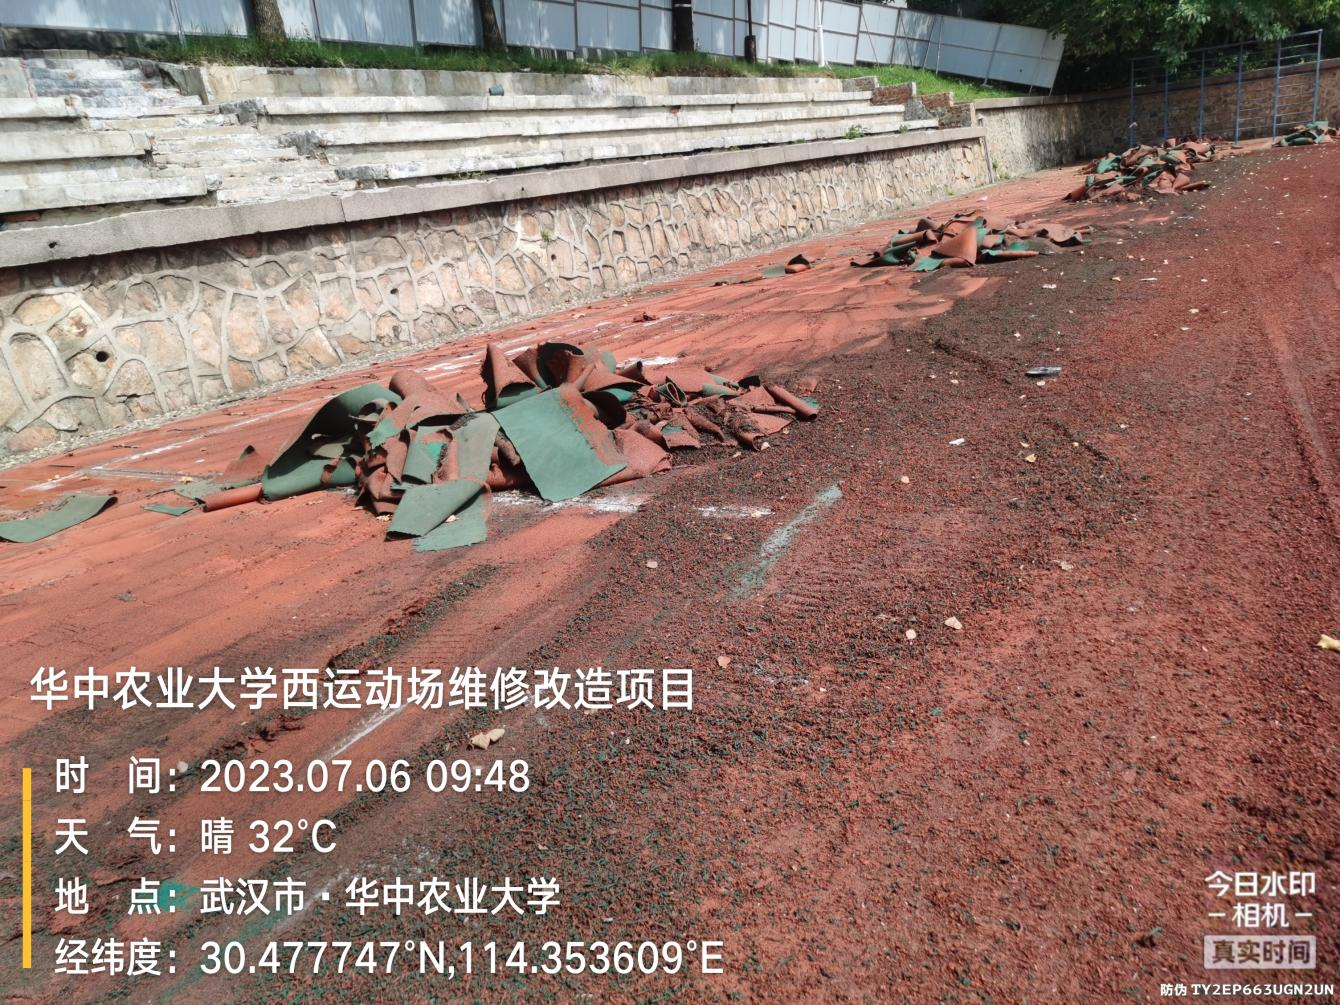 华中农业大学西运动场维修改造项目
时 间：2023.07.06 09:48
天 气：晴 32°C
地 点：武汉市·华中农业大学
经纬度：30.477747°N,114.353609°E
今日水印
-相机-
真实时间
防伪 TY2EP663UGN2UN